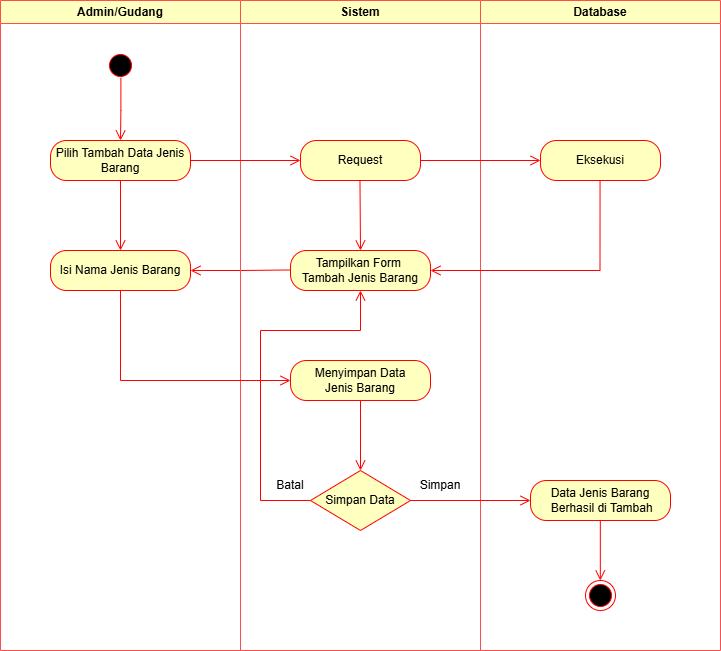 Admin/Gudang
Sistem
Database
Pilih Tambah Data Jenis
Barang
Request
Eksekusi
Isi Nama Jenis Barang
Tampilkan Form
Tambah Jenis Barang
Menyimpan Data
Jenis Barang
Batal
Simpan Data
Simpan
Data Jenis Barang
Berhasil di Tambah